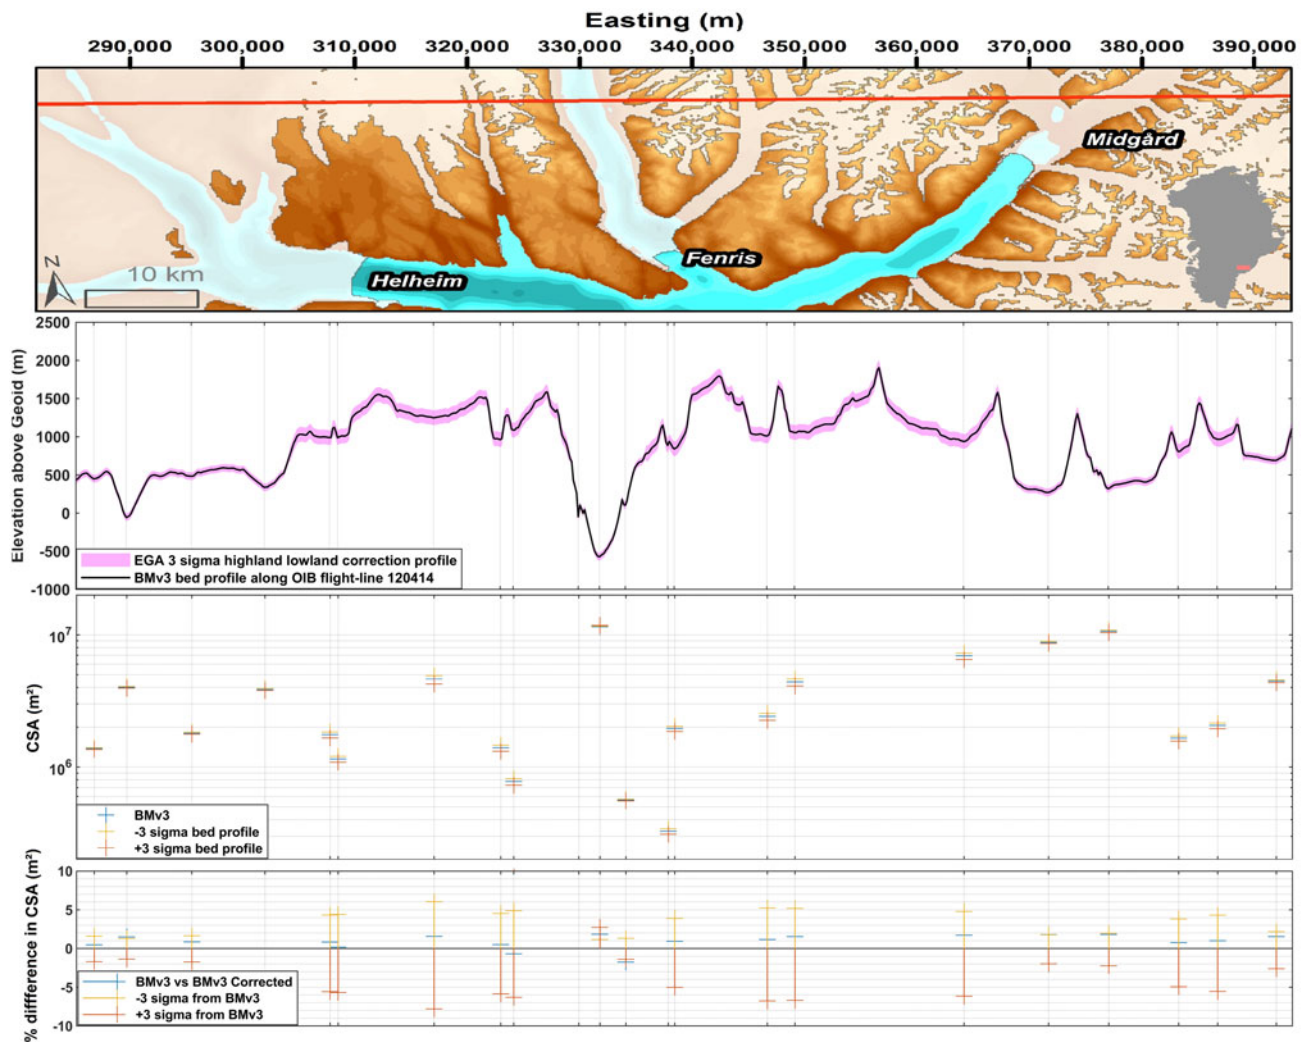 Easting (m)
290,000 300,000 310,000 320,000 330,000 340,000 350,000 360,000 370,000 380,000 390,000
Midgård
Fenris
Helheim
N
10 km
Elevation above Geoid (m)
2500
2000
1500
1000
500
0
-500
-1000
EGA 3 sigma highland lowland correction profile
BMv3 bed profile along OIB flight-line 120414
CSA (m²)
10⁷
10⁶
BMv3
-3 sigma bed profile
+3 sigma bed profile
% diffference in CSA (m²)
10
5
0
-5
-10
BMv3 vs BMv3 Corrected
-3 sigma from BMv3
+3 sigma from BMv3